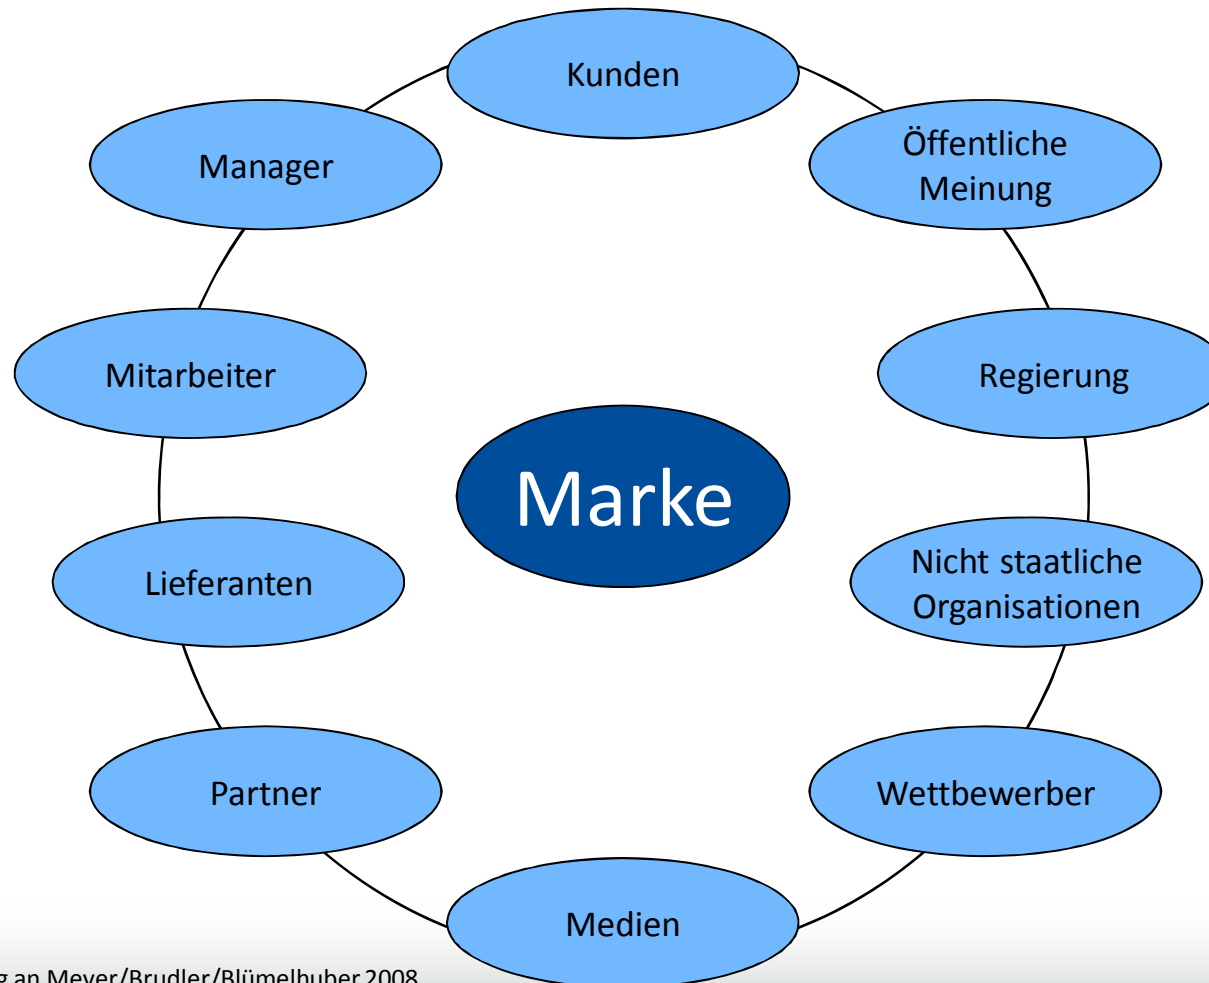 Kunden
Manager
Öffentliche
Meinung
Mitarbeiter
Regierung
Marke
Lieferanten
Nicht staatliche
Organisationen
Partner
Wettbewerber
Medien
an Meyer/Brudler/Blümelhuber 2008